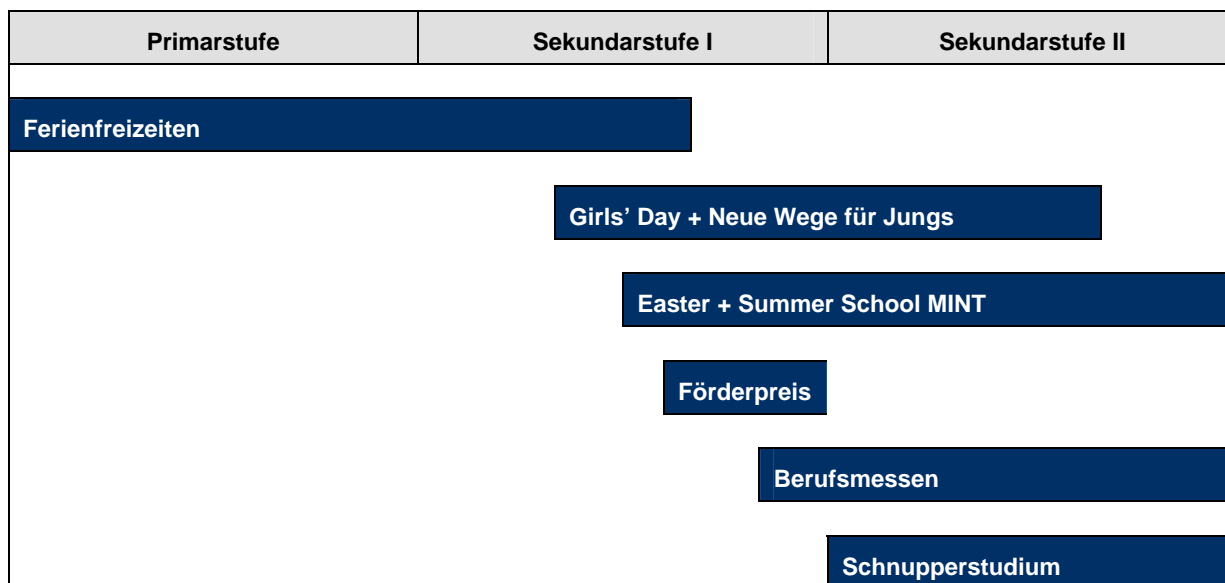 Primarstufe Sekundarstufe I Sekundarstufe II
Ferienfreizeiten
Girls’ Day + Neue Wege für Jungs
Easter + Summer School MINT
Förderpreis
Berufsmessen
Schnupperstudium